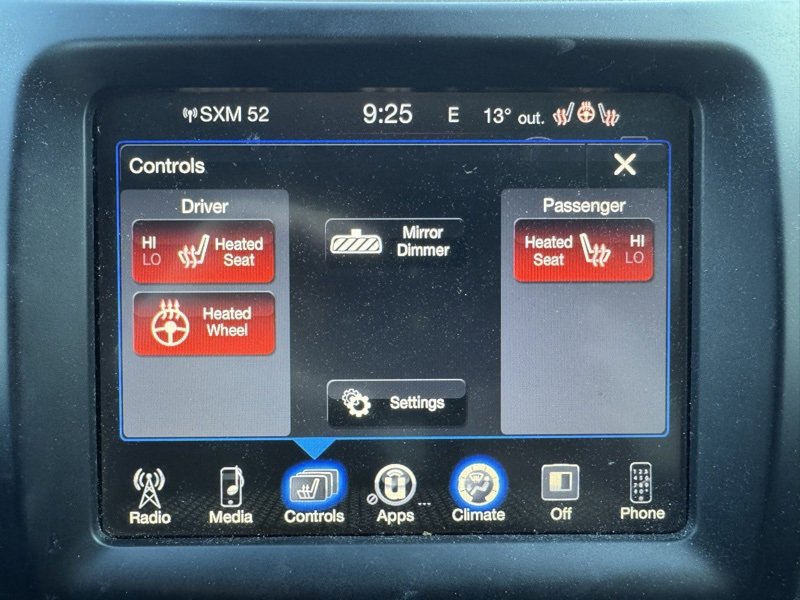 SXM 52 9:25 E 13° out.
Controls X
Driver
HI
LO
Heated
Seat
Heated
Wheel
Mirror
Dimmer
Settings
Passenger
Heated
Seat
HI
LO
Radio Media Controls Apps Climate Off Phone